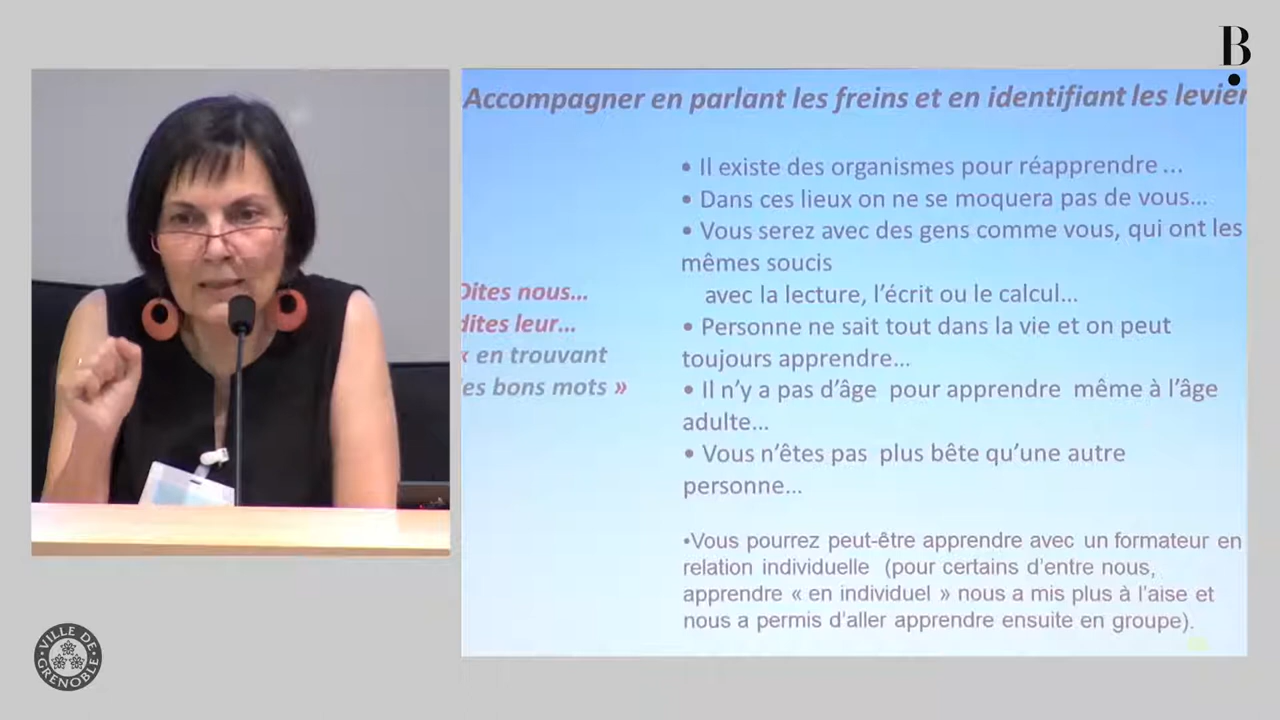 B.
Accompagner en parlant les freins et en identifiant les levier
• Il existe des organismes pour réapprendre ...
• Dans ces lieux on ne se moquera pas de vous...
• Vous serez avec des gens comme vous, qui ont les
mêmes soucis
avec la lecture, l'écrit ou le calcul...
• Personne ne sait tout dans la vie et on peut
toujours apprendre...
• Il n'y a pas d'âge pour apprendre même à l'âge
adulte...
• Vous n'êtes pas plus bête qu'une autre
personne...
•Vous pourrez peut-être apprendre avec un formateur en
relation individuelle (pour certains d'entre nous,
apprendre « en individuel » nous a mis plus à l'aise et
nous a permis d'aller apprendre ensuite en groupe).
Dites nous...
dites leur...
« en trouvant
es bons mots »
VILLE DE
GRENOBLE